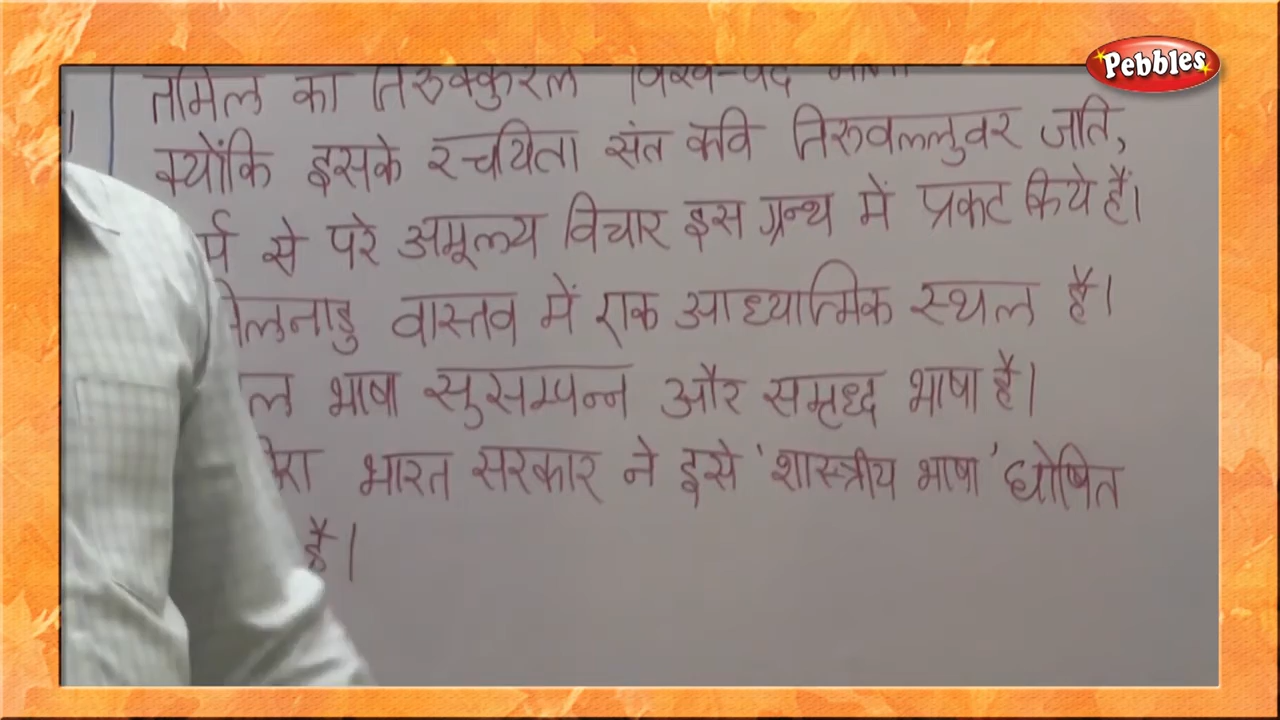 Pebbles
तमिल का तिरुक्कुरल
क्योंकि इसके रचयिता संत कवि तिरुवल्लुवर जाति,
से परे अमूल्य विचार इस ग्रन्थ में प्रकट किये हैं।
वास्तव में एक आध्यात्मिक स्थल है।
भाषा सुसम्पन्न और समृध्द भाषा है।
भारत सरकार ने इसे 'शास्त्रीय भाषा' घोषित
है।